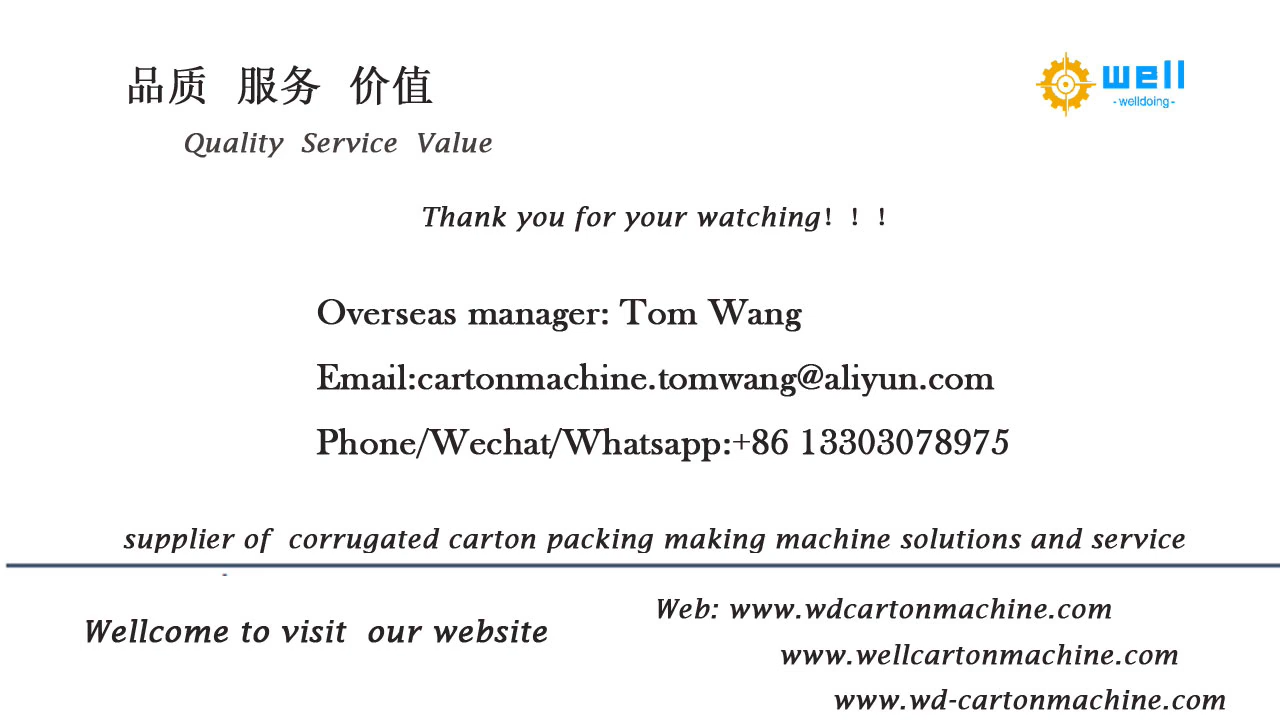 品质 服务 价值
well
-welldoing-
Quality Service Value
Thank you for your watching！！！
Overseas manager: Tom Wang
Email:cartonmachine.tomwang@aliyun.com
Phone/Wechat/Whatsapp:+86 13303078975
supplier of corrugated carton packing making machine solutions and service
Wellcome to visit our website
Web: www.wdcartonmachine.com
www.wellcartonmachine.com
www.wd-cartonmachine.com